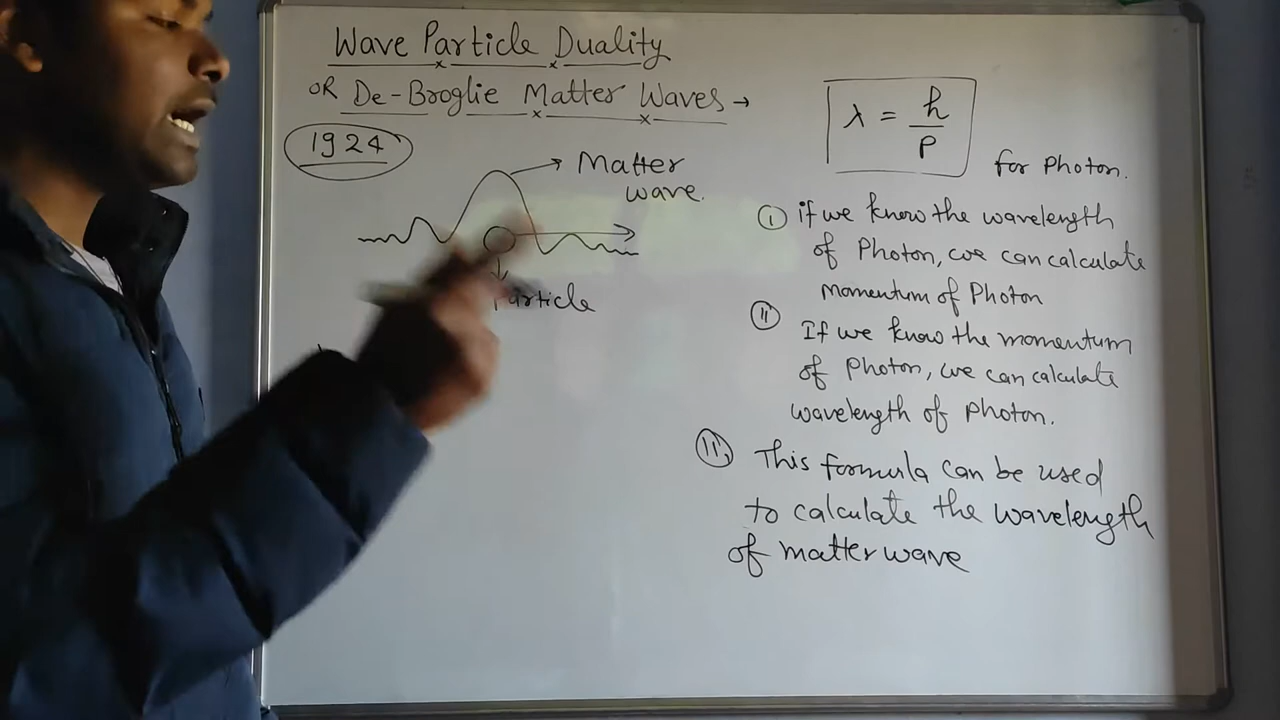 Wave Particle Duality
OR De-Broglie Matter Waves →
1924
Matter
wave.
Particle
λ = h/P
for Photon.
(i) if we know the wavelength
of Photon, we can calculate
momentum of Photon
(ii) If we know the momentum
of Photon, we can calculate
wavelength of photon.
(iii) This formula can be used
to calculate the wavelength
of matter wave